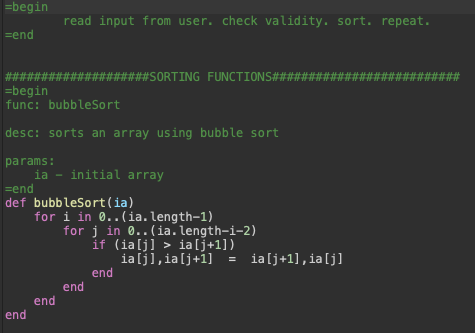 =begin
        read input from user. check validity. sort. repeat.
=end

####################SORTING FUNCTIONS##########################
=begin
func: bubbleSort

desc: sorts an array using bubble sort

params:
    ia - initial array
=end
def bubbleSort(ia)
    for i in 0..(ia.length-1)
        for j in 0..(ia.length-i-2)
            if (ia[j] > ia[j+1])
                ia[j],ia[j+1]  =  ia[j+1],ia[j]
            end
        end
    end
end